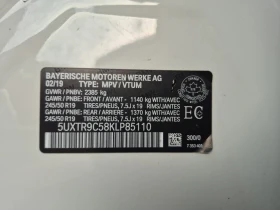 BAYERISCHE MOTOREN WERKE AG
02/19 TYPE: MPV / VTUM
GVWR / PNBV: 2385 kg
GAWR / PNBE: FRONT / AVANT - 1140 kg WITH/AVEC
245/50 R19 TIRES/PNEUS, 7.5J x 19 RIMS/JANTES
GAWR / PNBE: REAR / ARRIERE - 1370 kg WITH/AVEC
245/50 R19 TIRES/PNEUS, 7.5J x 19 RIMS/JANTES
5UXTR9C58KLP85110
EC
300/0